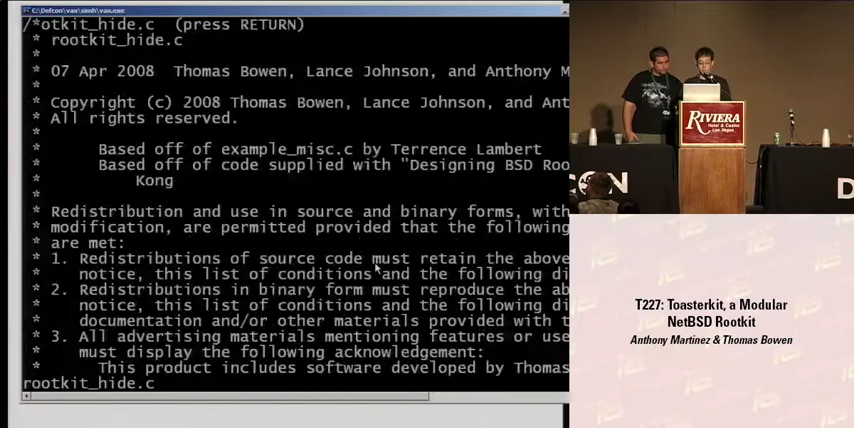 C:\Defcon\vax\simh\vax.exe
/*otkit_hide.c  (press RETURN)
 * rootkit_hide.c
 *
 * 07 Apr 2008  Thomas Bowen, Lance Johnson, and Anthony M
 *
 * Copyright (c) 2008 Thomas Bowen, Lance Johnson, and Ant
 * All rights reserved.
 *
 *      Based off of example_misc.c by Terrence Lambert
 *      Based off of code supplied with "Designing BSD Roo
 *          Kong
 *
 * Redistribution and use in source and binary forms, with
 * modification, are permitted provided that the following
 * are met:
 * 1. Redistributions of source code must retain the above
 *    notice, this list of conditions and the following di
 * 2. Redistributions in binary form must reproduce the ab
 *    notice, this list of conditions and the following di
 *    documentation and/or other materials provided with t
 * 3. All advertising materials mentioning features or use
 *    must display the following acknowledgement:
 *      This product includes software developed by Thomas
rootkit_hide.c
RIVIERA
Hotel & Casino
Las Vegas
CON
D
T227: Toasterkit, a Modular
NetBSD Rootkit
Anthony Martinez & Thomas Bowen